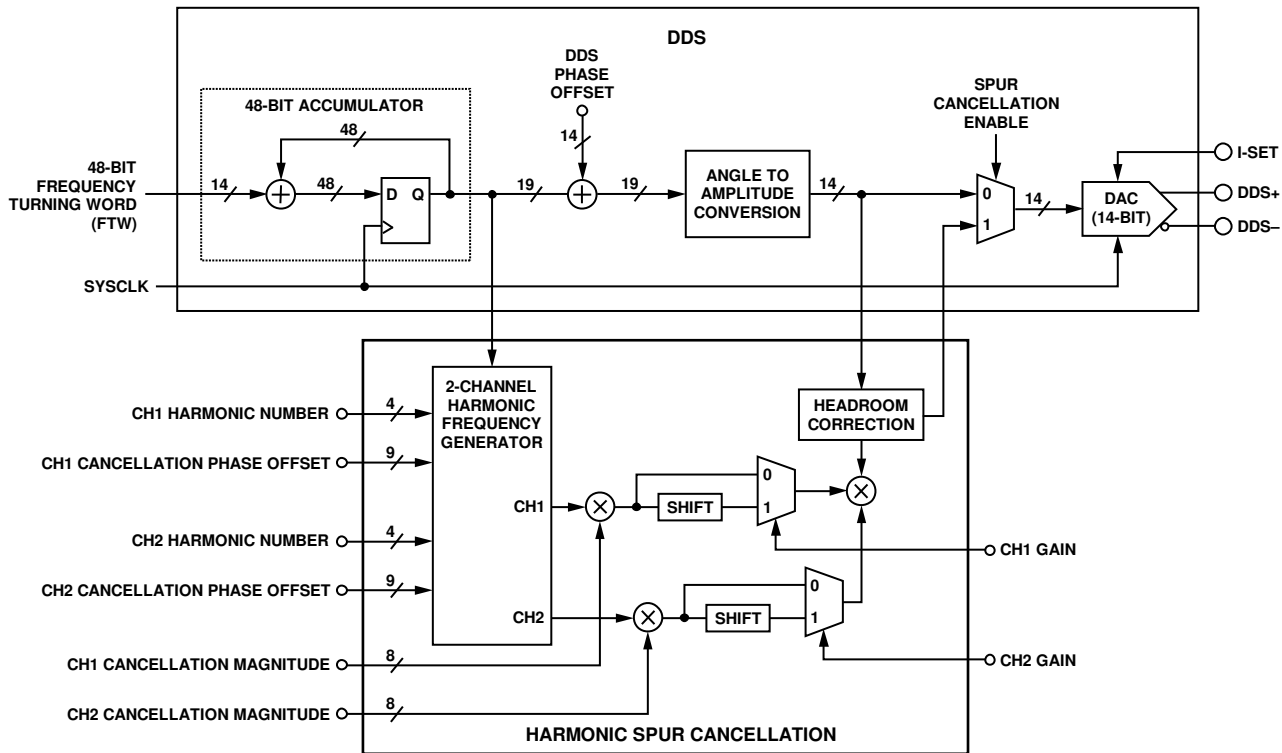 DDS
DDS
PHASE
OFFSET
SPUR
CANCELLATION
ENABLE
48-BIT ACCUMULATOR
48
14
I-SET
48-BIT
FREQUENCY
TURNING WORD
(FTW)
14
48
D Q
19
19
ANGLE TO
AMPLITUDE
CONVERSION
14
0
1
14
DAC
(14-BIT)
DDS+
DDS–
SYSCLK
2-CHANNEL
HARMONIC
FREQUENCY
GENERATOR
HEADROOM
CORRECTION
CH1 HARMONIC NUMBER
4
CH1 CANCELLATION PHASE OFFSET
9
CH1
0
SHIFT
1
CH2 HARMONIC NUMBER
4
CH1 GAIN
CH2 CANCELLATION PHASE OFFSET
9
CH2
0
SHIFT
1
CH1 CANCELLATION MAGNITUDE
8
CH2 GAIN
CH2 CANCELLATION MAGNITUDE
8
HARMONIC SPUR CANCELLATION